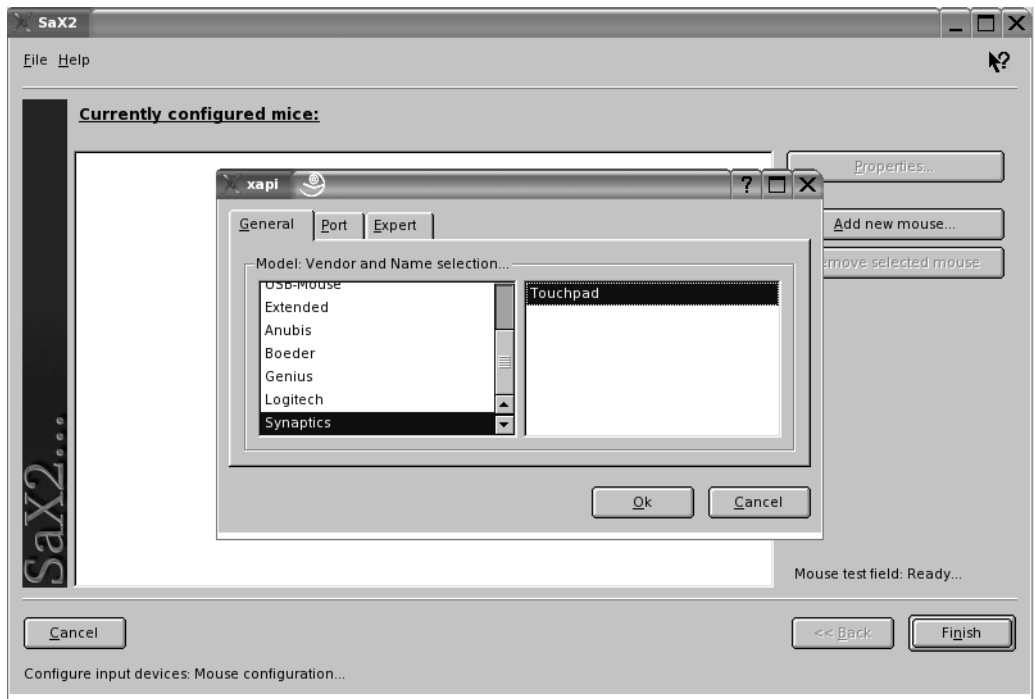 SaX2
File Help
Currently configured mice:
Properties...
xapi
General Port Expert
Add new mouse...
emove selected mouse
Model: Vendor and Name selection...
USB-Mouse
Extended
Anubis
Boeder
Genius
Logitech
Synaptics
Touchpad
Ok Cancel
SaX2...
Mouse test field: Ready...
Cancel
<< Back
Finish
Configure input devices: Mouse configuration...